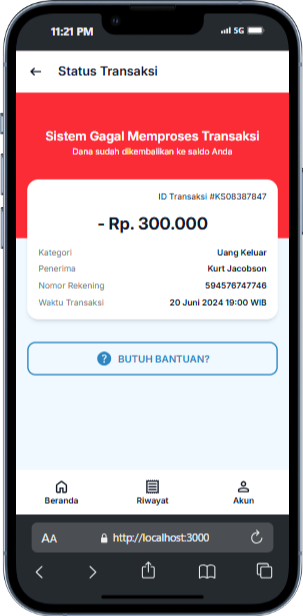 11:21 PM
5G
Status Transaksi
Sistem Gagal Memproses Transaksi
Dana sudah dikembalikan ke saldo Anda
ID Transaksi #KS08387847
- Rp. 300.000
Kategori Uang Keluar
Penerima Kurt Jacobson
Nomor Rekening 594576747746
Waktu Transaksi 20 Juni 2024 19:00 WIB
? BUTUH BANTUAN?
Beranda Riwayat Akun
AA http://localhost:3000